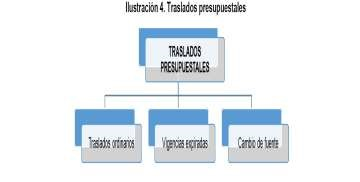 Ilustración 4. Traslados presupuestales
TRASLADOS
PRESUPUESTALES
Traslados ordinarios
Vigencias expiradas
Cambio de fuente